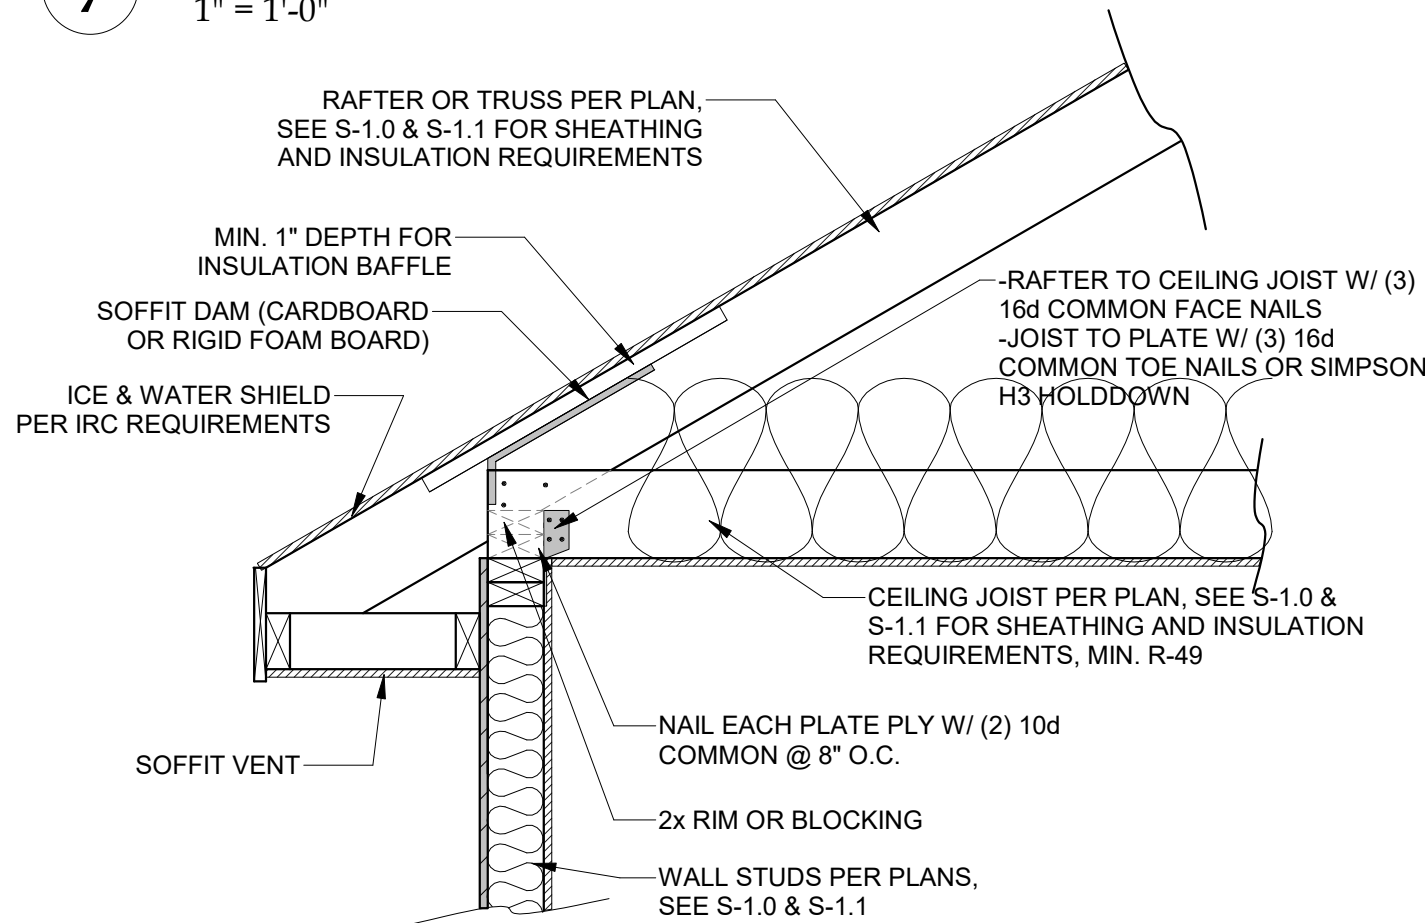 7
1" = 1'-0"
RAFTER OR TRUSS PER PLAN,
SEE S-1.0 & S-1.1 FOR SHEATHING
AND INSULATION REQUIREMENTS
MIN. 1" DEPTH FOR
INSULATION BAFFLE
SOFFIT DAM (CARDBOARD
OR RIGID FOAM BOARD)
ICE & WATER SHIELD
PER IRC REQUIREMENTS
-RAFTER TO CEILING JOIST W/ (3)
16d COMMON FACE NAILS
-JOIST TO PLATE W/ (3) 16d
COMMON TOE NAILS OR SIMPSON
H3 HOLDDOWN
CEILING JOIST PER PLAN, SEE S-1.0 &
S-1.1 FOR SHEATHING AND INSULATION
REQUIREMENTS, MIN. R-49
NAIL EACH PLATE PLY W/ (2) 10d
COMMON @ 8" O.C.
SOFFIT VENT
2x RIM OR BLOCKING
WALL STUDS PER PLANS,
SEE S-1.0 & S-1.1